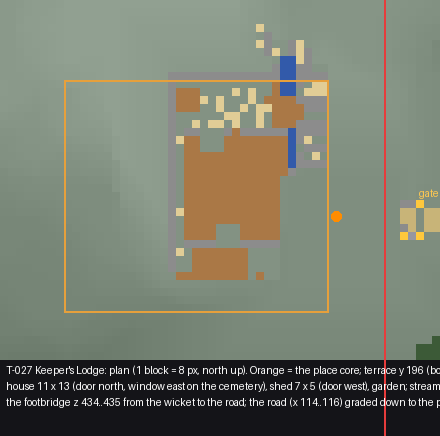 gate
T-027 Keeper's Lodge: plan (1 block = 8 px, north up). Orange = the place core; terrace y 196 (bo
house 11 x 13 (door north, window east on the cemetery), shed 7 x 5 (door west), garden; stream
the footbridge z 434..435 from the wicket to the road; the road (x 114..116) graded down to the p